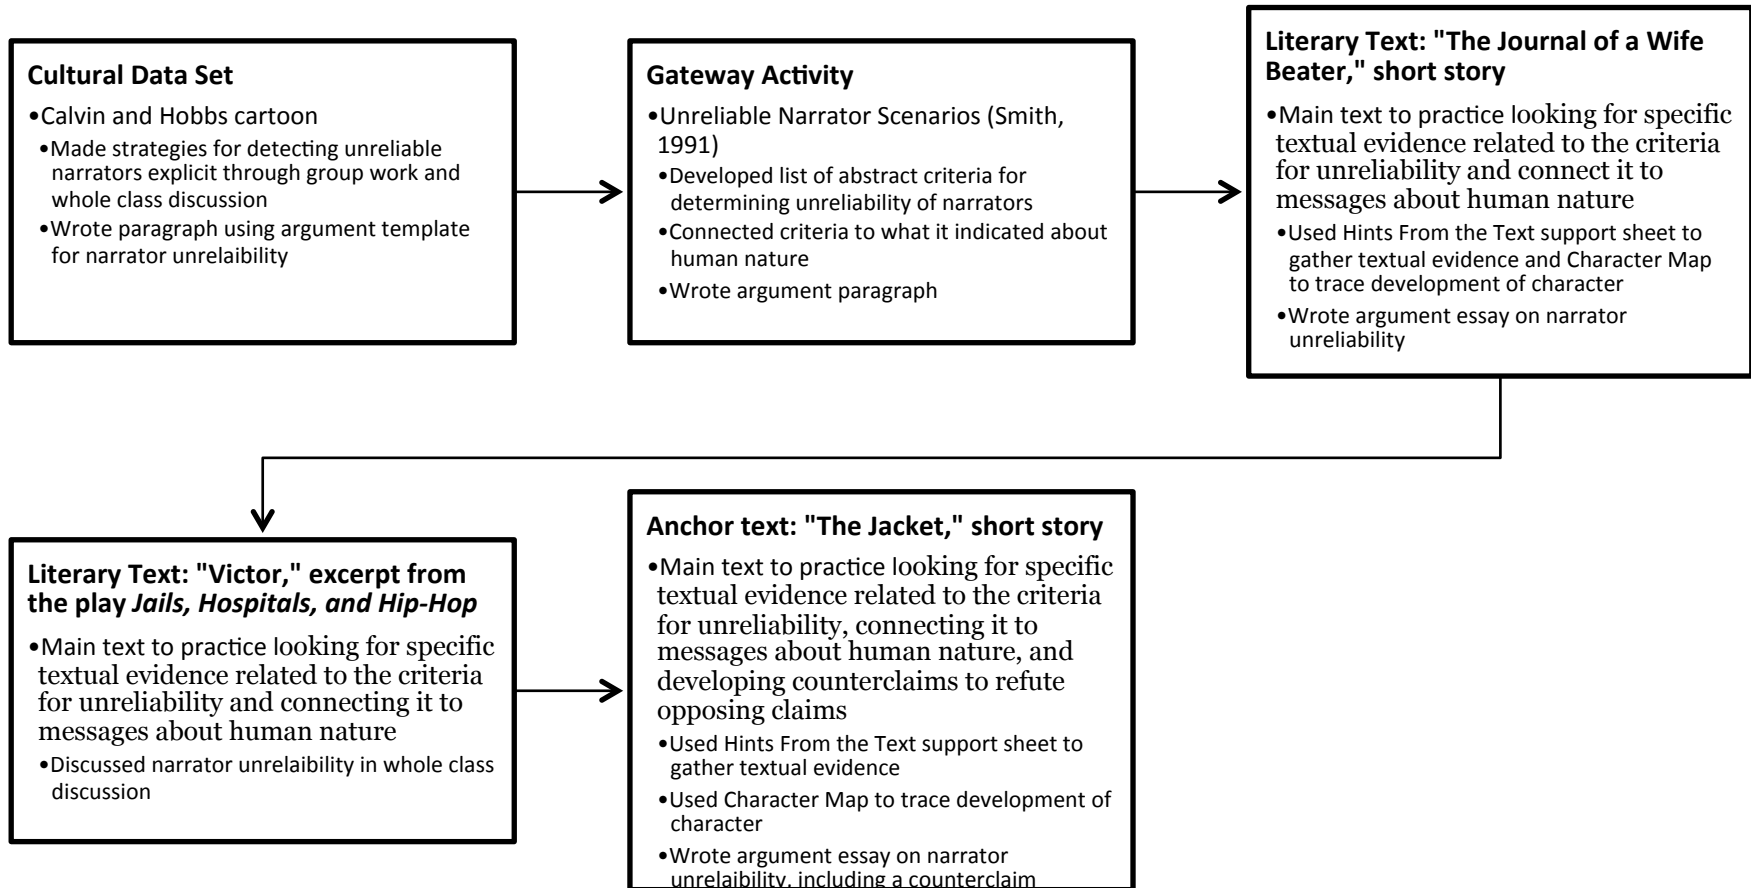 Cultural Data Set
•Calvin and Hobbs cartoon
•Made strategies for detecting unreliable
narrators explicit through group work and
whole class discussion
•Wrote paragraph using argument template
for narrator unrelaibility
Gateway Activity
•Unreliable Narrator Scenarios (Smith,
1991)
•Developed list of abstract criteria for
determining unreliability of narrators
•Connected criteria to what it indicated about
human nature
•Wrote argument paragraph
Literary Text: "The Journal of a Wife
Beater," short story
•Main text to practice looking for specific
textual evidence related to the criteria
for unreliability and connect it to
messages about human nature
•Used Hints From the Text support sheet to
gather textual evidence and Character Map
to trace development of character
•Wrote argument essay on narrator
unreliability
Literary Text: "Victor," excerpt from
the play Jails, Hospitals, and Hip-Hop
•Main text to practice looking for specific
textual evidence related to the criteria
for unreliability and connecting it to
messages about human nature
•Discussed narrator unrelaibility in whole class
discussion
Anchor text: "The Jacket," short story
•Main text to practice looking for specific
textual evidence related to the criteria
for unreliability, connecting it to
messages about human nature, and
developing counterclaims to refute
opposing claims
•Used Hints From the Text support sheet to
gather textual evidence
•Used Character Map to trace development of
character
•Wrote argument essay on narrator
unrelaibility, including a counterclaim